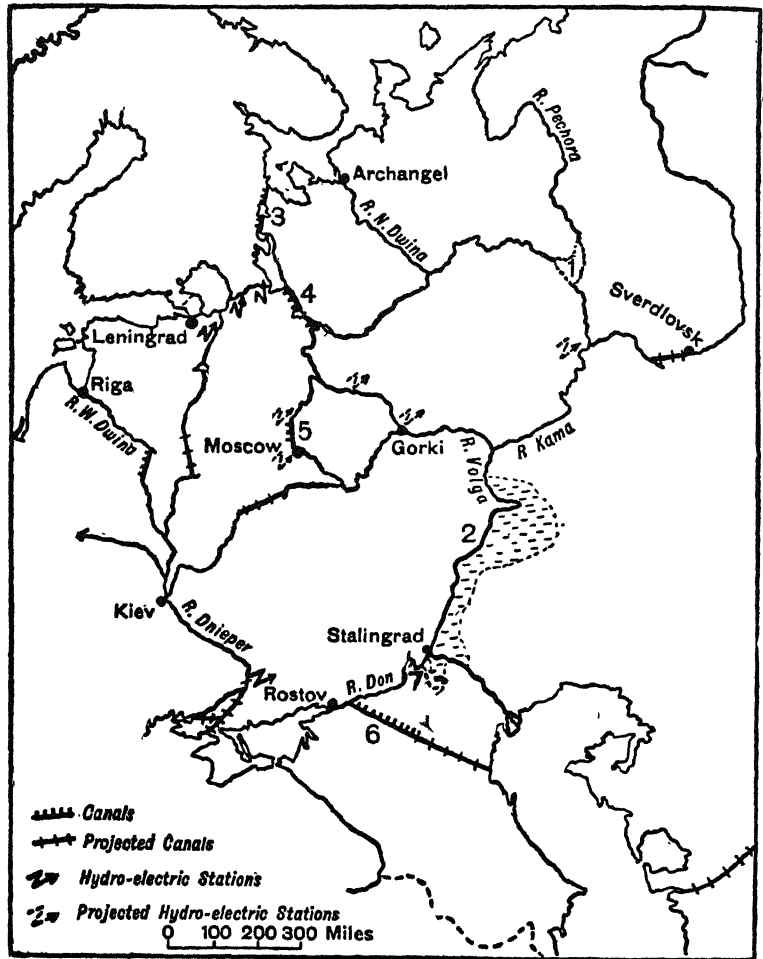 R. Pechora
Archangel
R. N. Dwina
3
1
4
Sverdlovsk
Leningrad
Riga
R. W. Dwina
Moscow
5
Gorki
R. Volga
R Kama
2
Kiev
R. Dnieper
Stalingrad
R. Don
7
Rostov
6
Canals
Projected Canals
Hydro-electric Stations
Projected Hydro-electric Stations
0 100 200 300 Miles